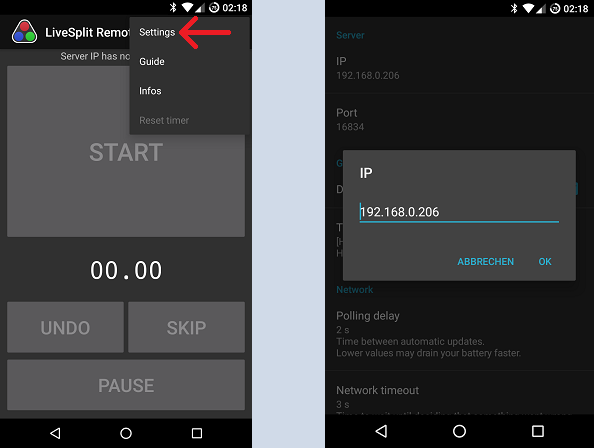 02:18
LiveSplit Remo
Settings
Server IP has no
Guide
Infos
Reset timer
START
00.00
UNDO
SKIP
PAUSE
02:18
Server
IP
192.168.0.206
Port
16834
G
D
IP
192.168.0.206
T
[H
H
ABBRECHEN
OK
Network
Polling delay
2 s
Time between automatic updates.
Lower values may drain your battery faster.
Network timeout
3 s